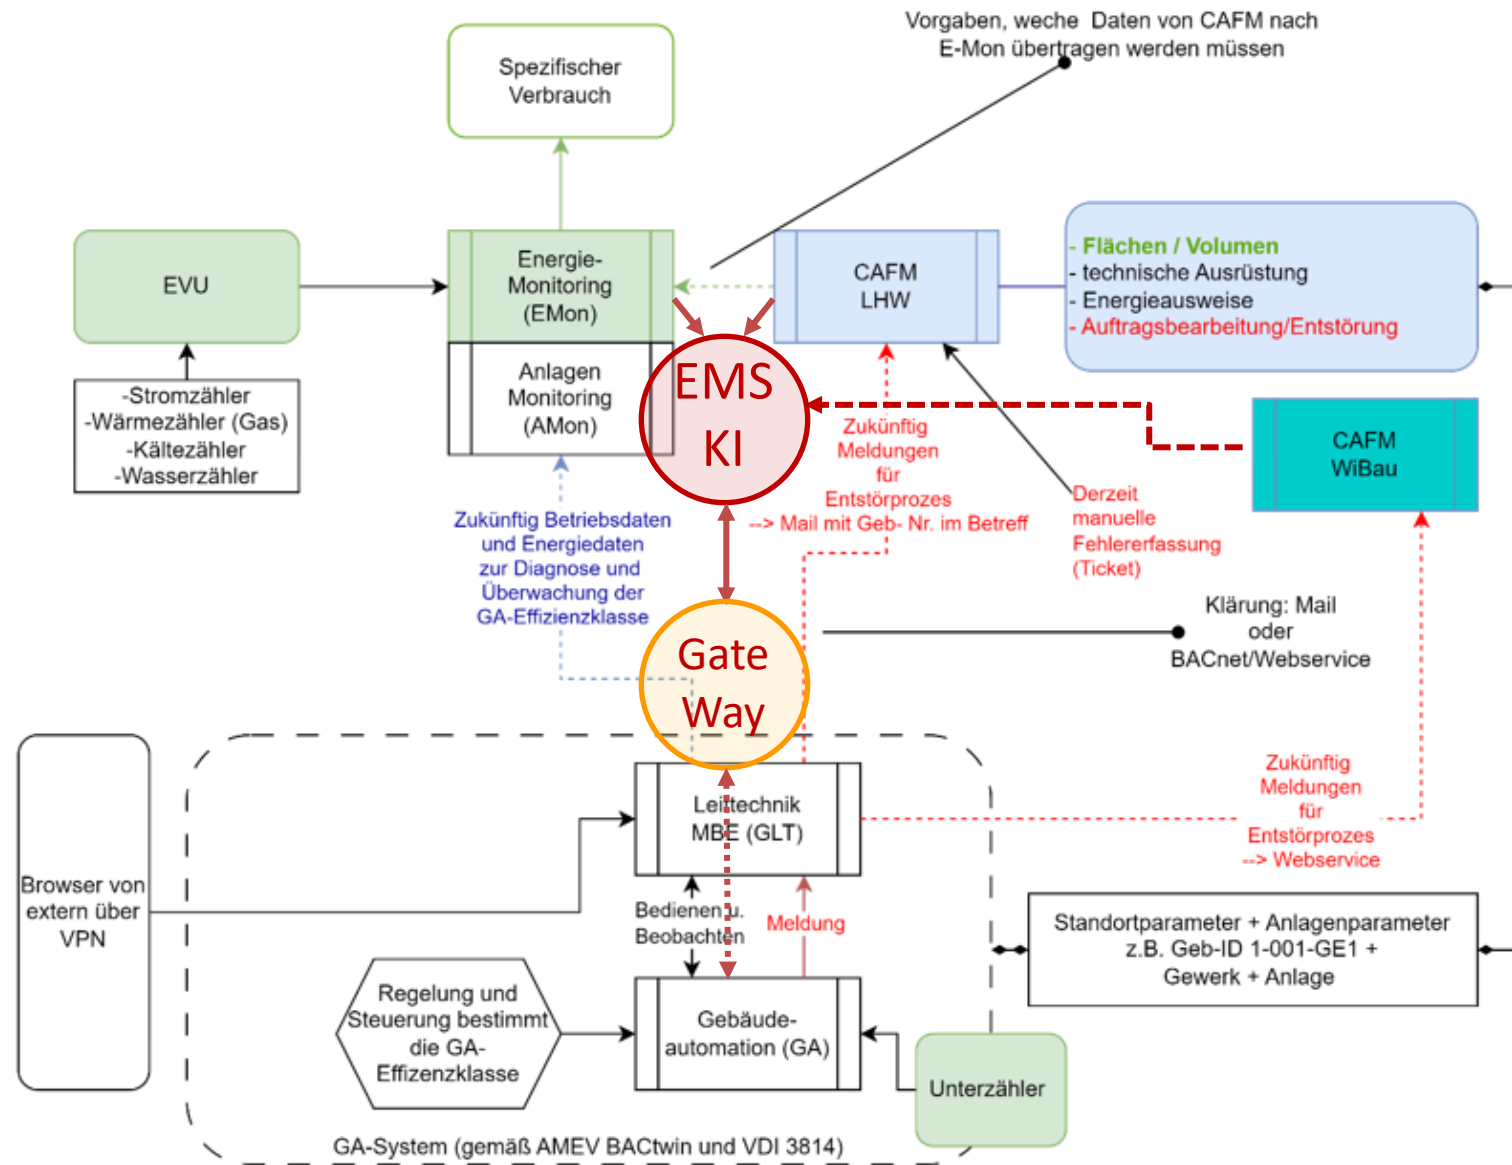 Vorgaben, weche  Daten von CAFM nach
E-Mon übertragen werden müssen
Spezifischer
Verbrauch
EVU
Energie-
Monitoring
(EMon)
CAFM
LHW
- Flächen / Volumen
- technische Ausrüstung
- Energieausweise
- Auftragsbearbeitung/Entstörung
-Stromzähler
-Wärmezähler (Gas)
-Kältezähler
-Wasserzähler
Anlagen
Monitoring
(AMon)
EMS
KI
Zukünftig
Meldungen
für
Entstörprozes
--> Mail mit Geb- Nr. im Betreff
CAFM
WiBau
Derzeit
manuelle
Fehlererfassung
(Ticket)
Zukünftig Betriebsdaten
und Energiedaten
zur Diagnose und
Überwachung der
GA-Effizienzklasse
Gate
Way
Klärung: Mail
oder
BACnet/Webservice
Leittechnik
MBE (GLT)
Zukünftig
Meldungen
für
Entstörprozes
--> Webservice
Browser von
extern über
VPN
Bedienen u.
Beobachten
Meldung
Standortparameter + Anlagenparameter
z.B. Geb-ID 1-001-GE1 +
Gewerk + Anlage
Regelung und
Steuerung bestimmt
die GA-
Effizenzklasse
Gebäude-
automation (GA)
Unterzähler
GA-System (gemäß AMEV BACtwin und VDI 3814)